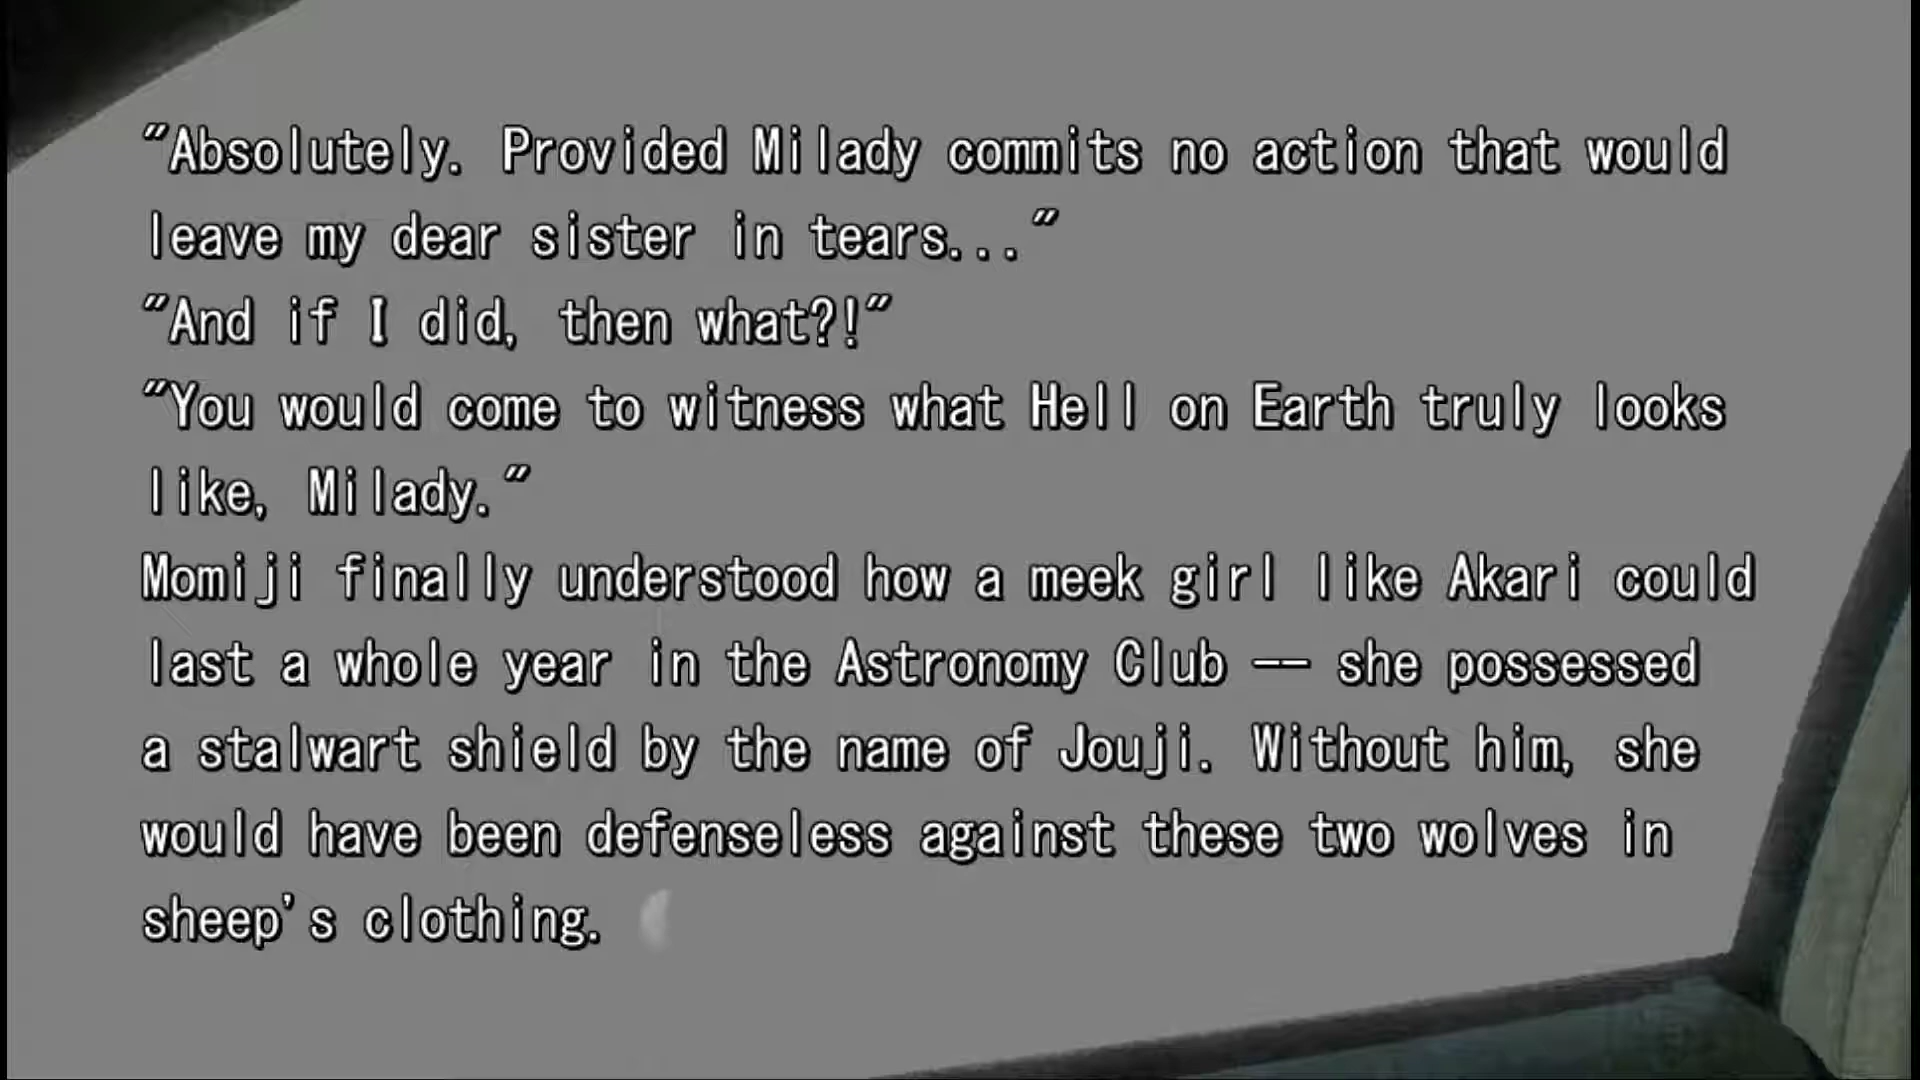 "Absolutely. Provided Milady commits no action that would
leave my dear sister in tears..."
"And if I did, then what?!"
"You would come to witness what Hell on Earth truly looks
like, Milady."
Momiji finally understood how a meek girl like Akari could
last a whole year in the Astronomy Club -- she possessed
a stalwart shield by the name of Jouji. Without him, she
would have been defenseless against these two wolves in
sheep's clothing.